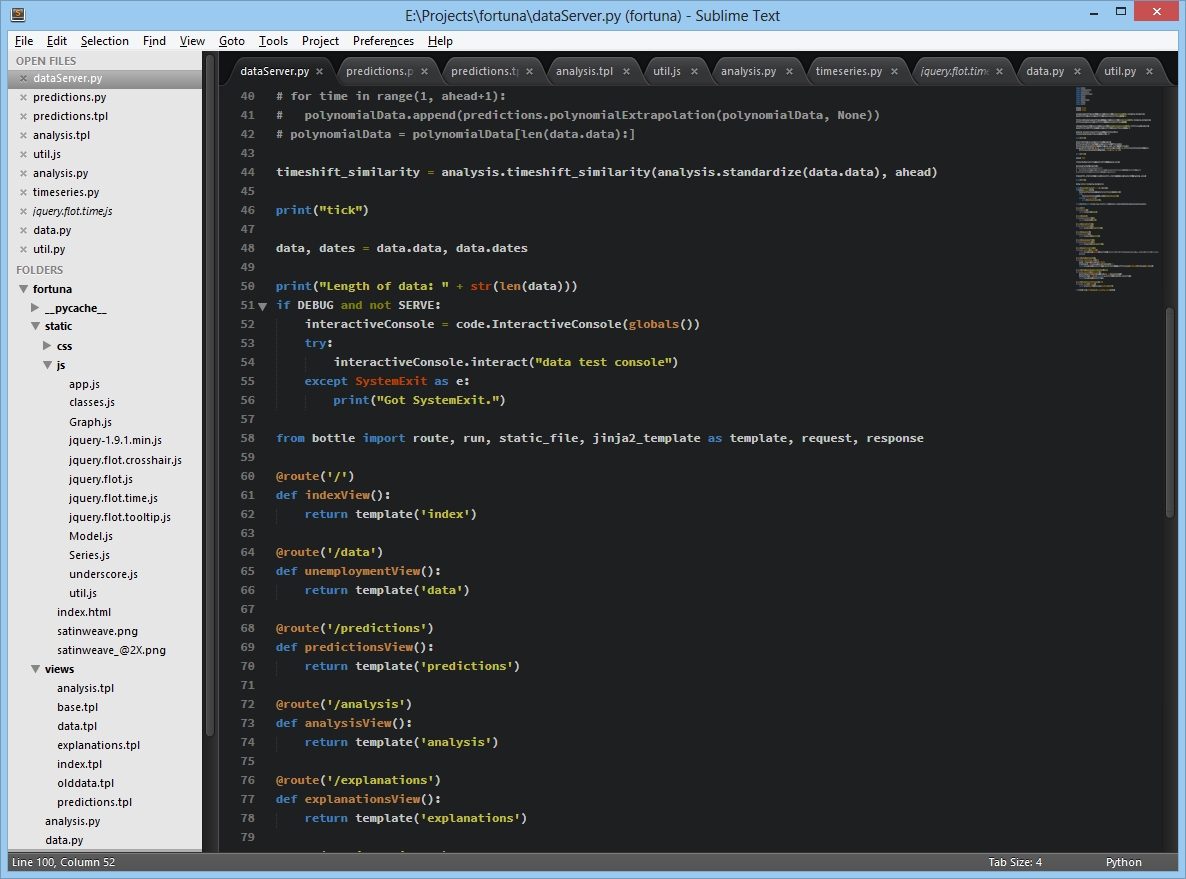 E:\Projects\fortuna\dataServer.py (fortuna) - Sublime Text
File Edit Selection Find View Goto Tools Project Preferences Help
OPEN FILES
dataServer.py
predictions.py
predictions.tpl
analysis.tpl
util.js
analysis.py
timeseries.py
jquery.flot.time.js
data.py
util.py
FOLDERS
fortuna
__pycache__
static
css
js
app.js
classes.js
Graph.js
jquery-1.9.1.min.js
jquery.flot.crosshair.js
jquery.flot.js
jquery.flot.time.js
jquery.flot.tooltip.js
Model.js
Series.js
underscore.js
util.js
index.html
satinweave.png
satinweave_@2X.png
views
analysis.tpl
base.tpl
data.tpl
explanations.tpl
index.tpl
olddata.tpl
predictions.tpl
analysis.py
data.py
dataServer.py predictions.p predictions.t analysis.tpl util.js analysis.py timeseries.py jquery.flot.time data.py util.py
40 # for time in range(1, ahead+1):
41 #   polynomialData.append(predictions.polynomialExtrapolation(polynomialData, None))
42 # polynomialData = polynomialData[len(data.data):]
43
44 timeshift_similarity = analysis.timeshift_similarity(analysis.standardize(data.data), ahead)
45
46 print("tick")
47
48 data, dates = data.data, data.dates
49
50 print("Length of data: " + str(len(data)))
51 if DEBUG and not SERVE:
52     interactiveConsole = code.InteractiveConsole(globals())
53     try:
54         interactiveConsole.interact("data test console")
55     except SystemExit as e:
56         print("Got SystemExit.")
57
58 from bottle import route, run, static_file, jinja2_template as template, request, response
59
60 @route('/')
61 def indexView():
62     return template('index')
63
64 @route('/data')
65 def unemploymentView():
66     return template('data')
67
68 @route('/predictions')
69 def predictionsView():
70     return template('predictions')
71
72 @route('/analysis')
73 def analysisView():
74     return template('analysis')
75
76 @route('/explanations')
77 def explanationsView():
78     return template('explanations')
79
Line 100, Column 52 Tab Size: 4 Python